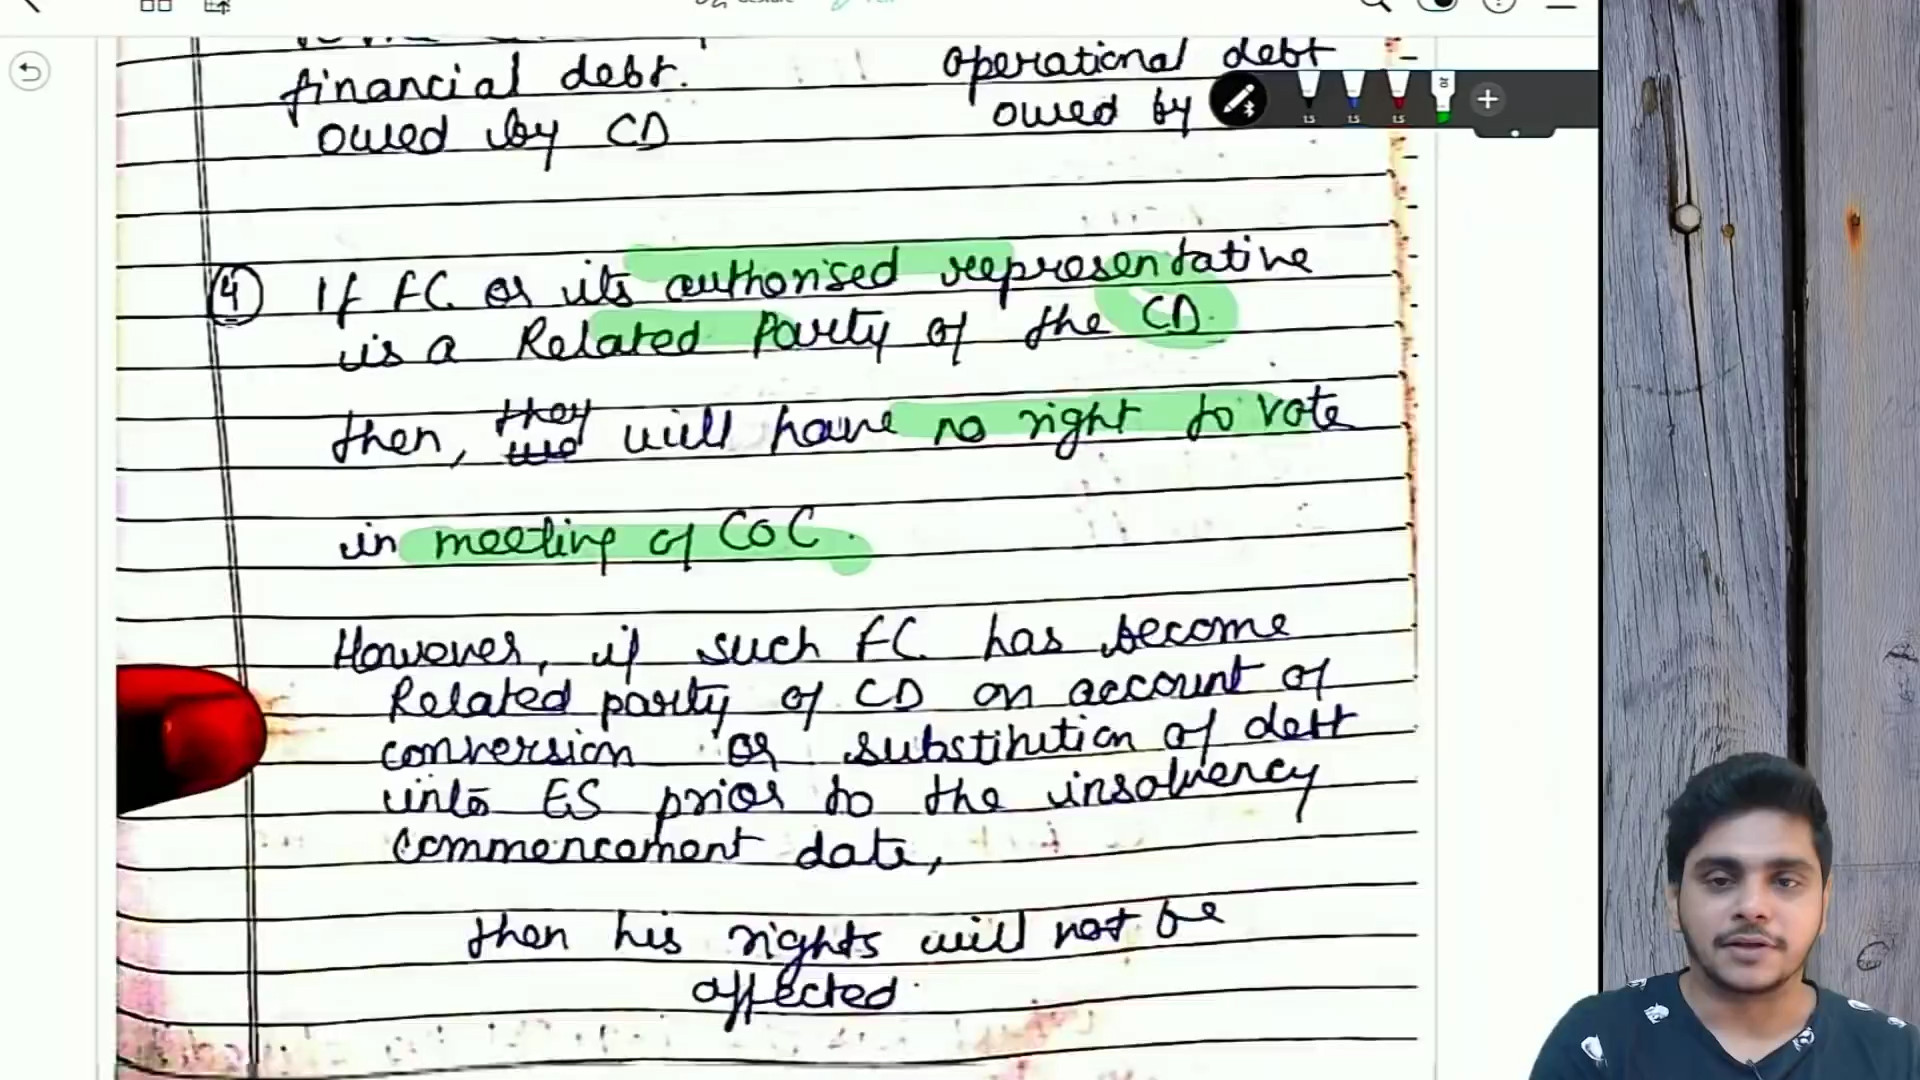 financial debt.
owed by CD
operational debt
owed by
4 If FC or its authorised representative
is a Related Party of the CD.
then, they will have no right to vote
in meeting of CoC.
However, if such FC has become
Related party of CD on account of
conversion or substitution of debt
into ES prior to the insolvency
commencement date,
then his rights will not be
affected.